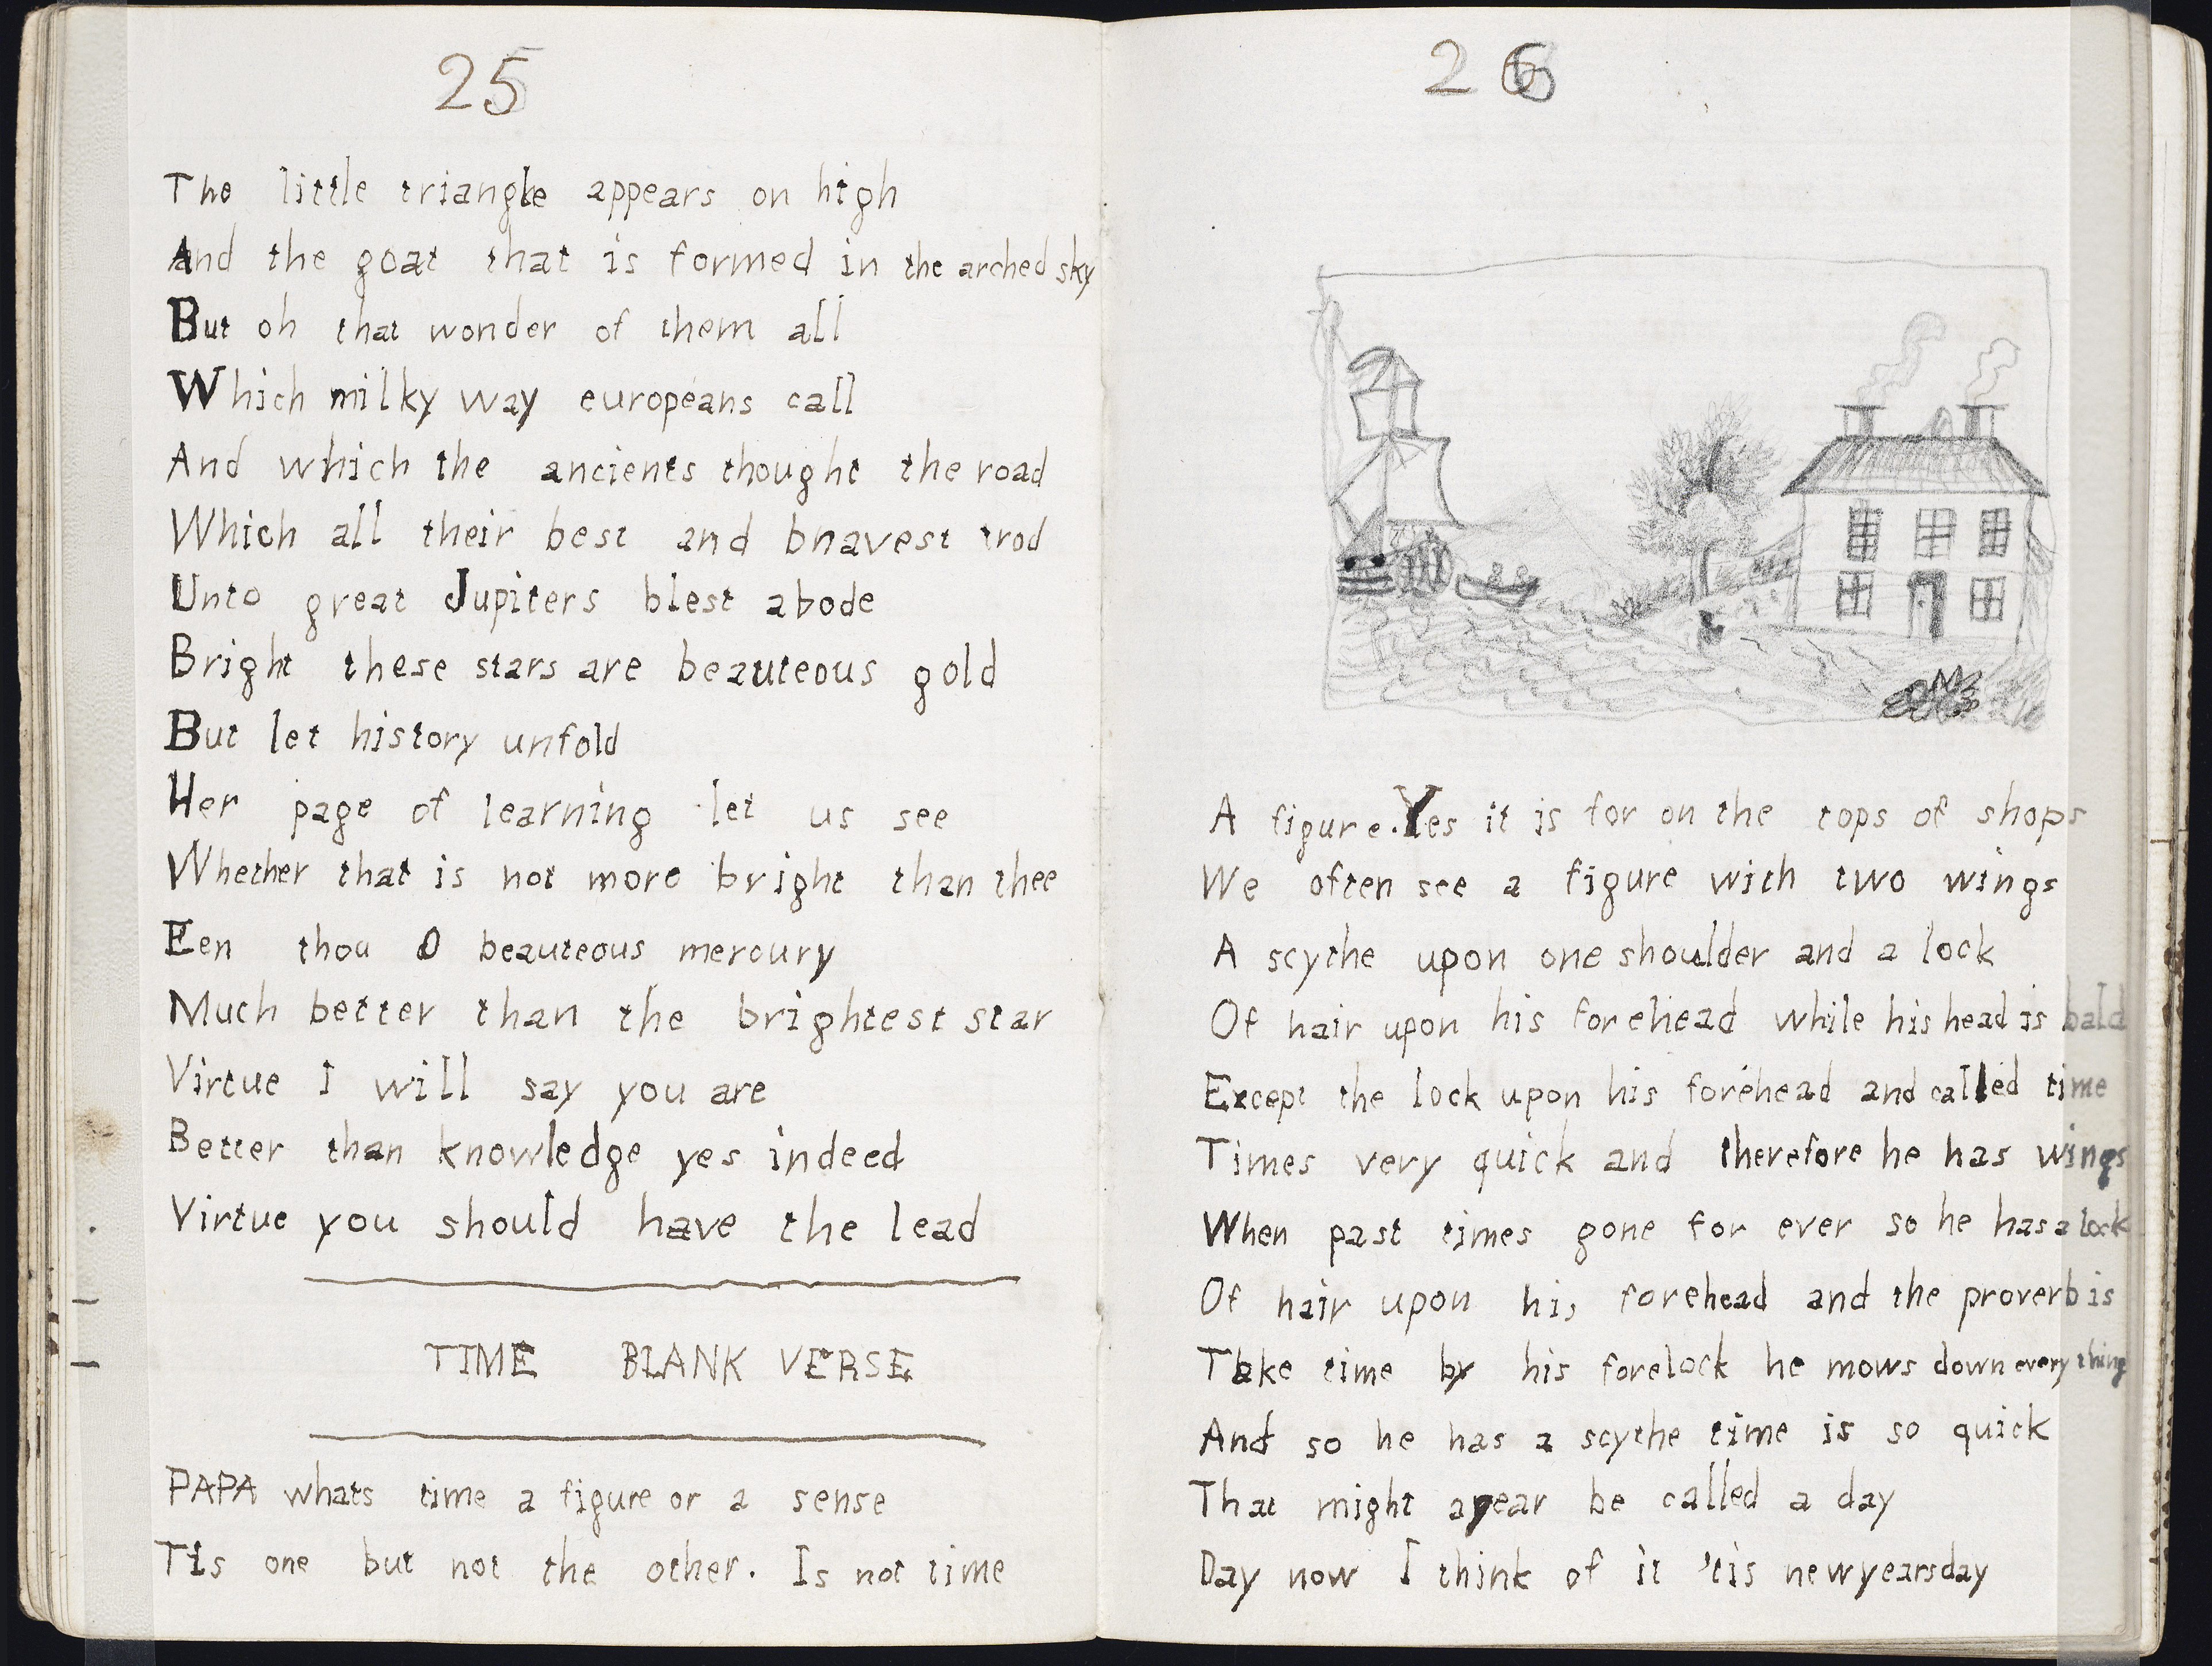 25
The little triangle appears on high
And the goat that is formed in the arched sky
But oh that wonder of them all
Which milky way européans call
And which the ancients thought the road
Which all their best and bravest trod
Unto great Jupiters blest abode
Bright these stars are beauteous gold
But let history unfold
Her page of learning let us see
Whether that is not more bright than thee
Een thou O beauteous mercury
Much better than the brightest star
Virtue I will say you are
Better than knowledge yes indeed
Virtue you should have the lead
TIME BLANK VERSE
PAPA whats time a figure or a sense
Tis one but not the other. Is not time
26
A figure. Yes it is for on the tops of shops
We often see a figure with two wings
A scythe upon one shoulder and a lock
Of hair upon his forehead while his head is bald
Except the lock upon his forehead and called time
Times very quick and therefore he has wings
When past times gone for ever so he has a lock
Of hair upon his forehead and the proverb is
Take time by his forelock he mows down every thing
And so he has a scythe time is so quick
That might a year be called a day
Day now I think of it 'tis newyearsday